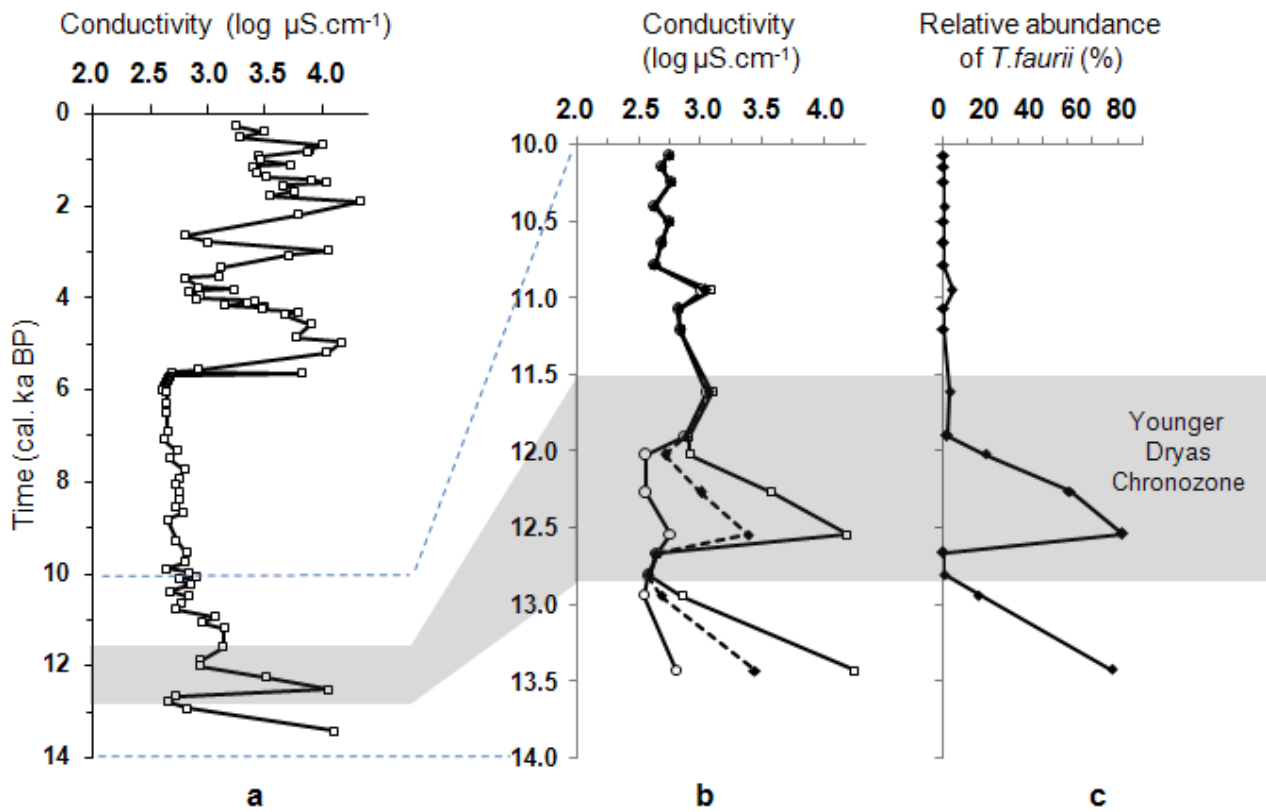 Conductivity (log µS.cm-1)
2.0 2.5 3.0 3.5 4.0
0
2
4
6
8
10
12
14
Time (cal. ka BP)
a
Conductivity
(log µS.cm-1)
2.0 2.5 3.0 3.5 4.0
10.0
10.5
11.0
11.5
12.0
12.5
13.0
13.5
14.0
b
Relative abundance
of T.faurii (%)
0 20 60 40 80
Younger
Dryas
Chronozone
c